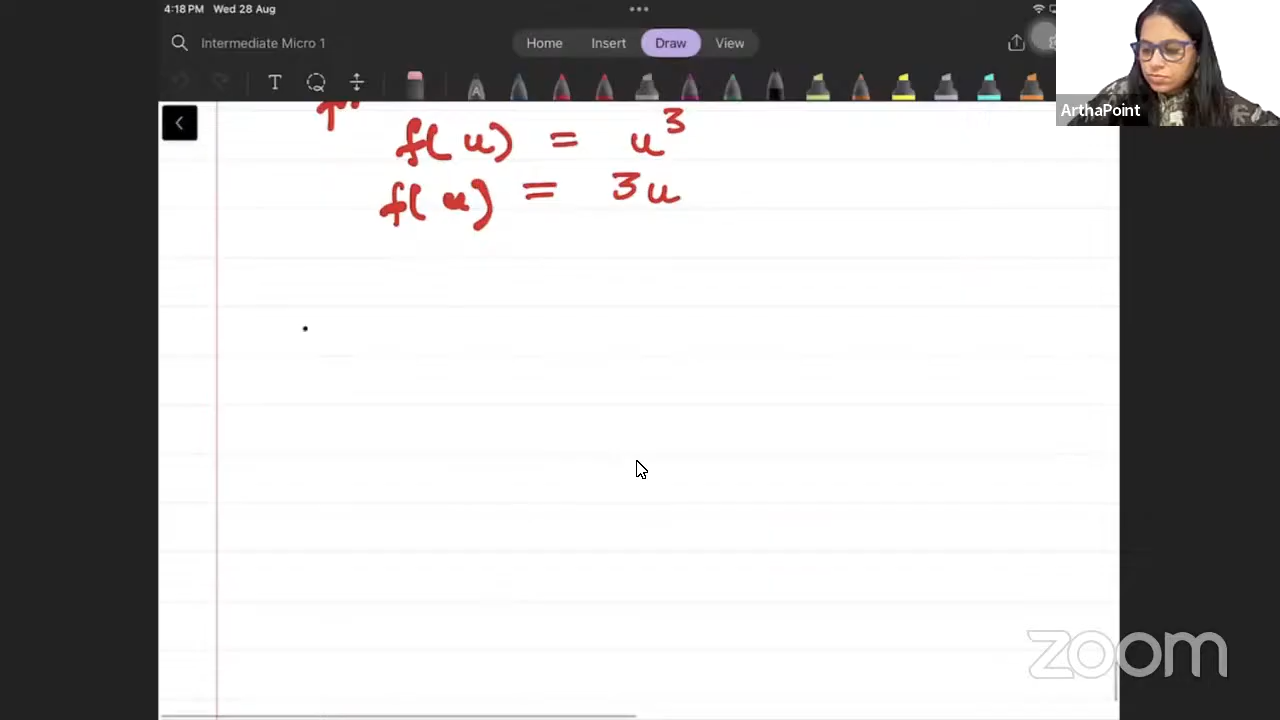 4:18 PM Wed 28 Aug
Intermediate Micro 1
Home Insert Draw View
T
A
ArthaPoint
f(u) = u³
f(u) = 3u
zoom